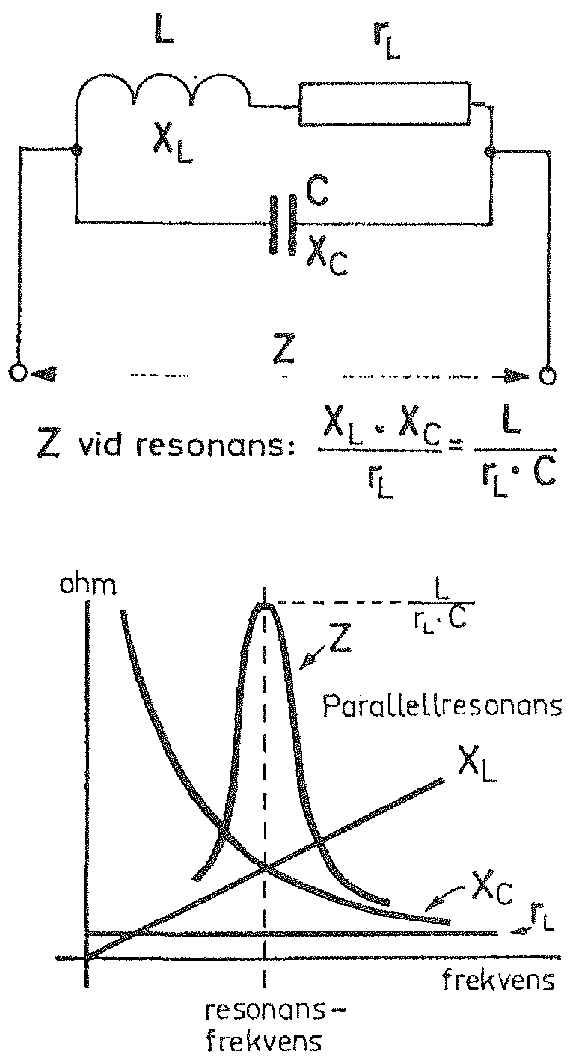 L r_L
X_L
C
X_C
Z
Z vid resonans: X_L · X_C / r_L = L / r_L · C
ohm
L / r_L · C
Z
Parallellresonans
X_L
X_C
r_L
frekvens
resonans-
frekvens